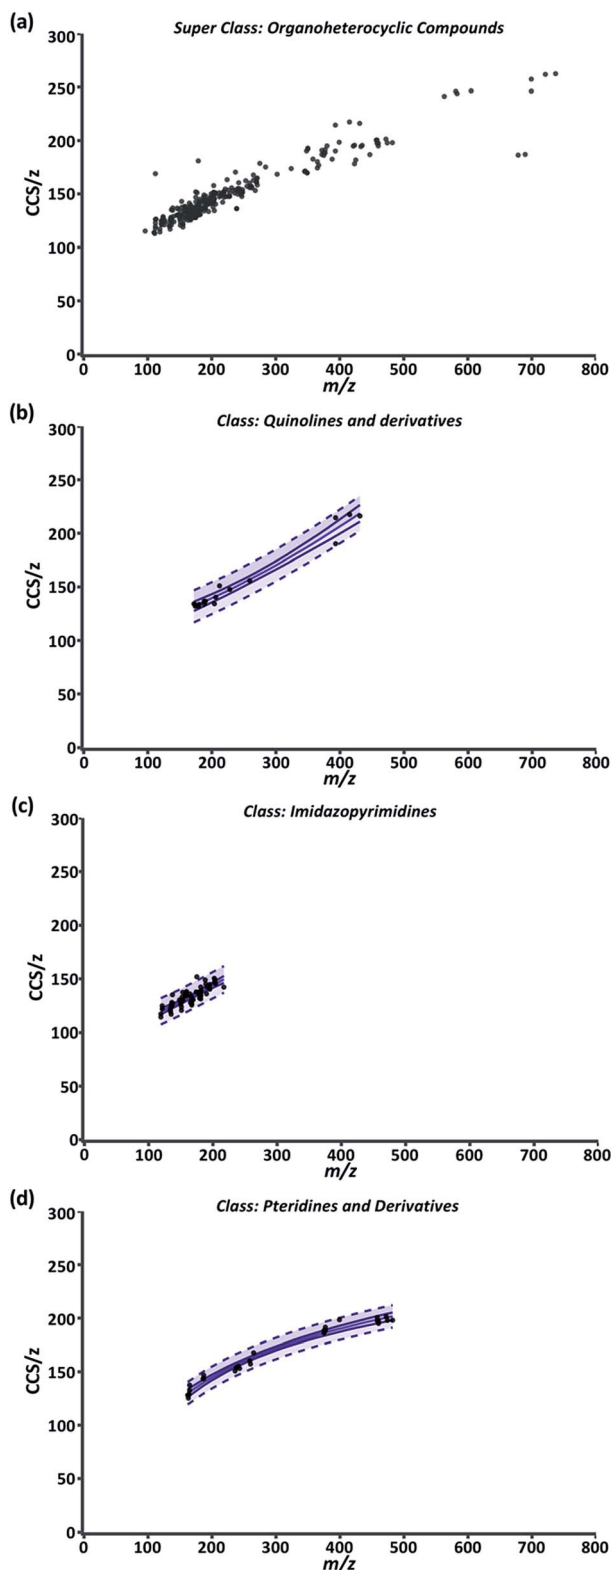 (a)
Super Class: Organoheterocyclic Compounds
300
250
200
150
100
50
0
CCS/z
0 100 200 300 400 500 600 700 800
m/z
(b)
Class: Quinolines and derivatives
300
250
200
150
100
50
0
CCS/z
0 100 200 300 400 500 600 700 800
m/z
(c)
Class: Imidazopyrimidines
300
250
200
150
100
50
0
CCS/z
0 100 200 300 400 500 600 700 800
m/z
(d)
Class: Pteridines and Derivatives
300
250
200
150
100
50
0
CCS/z
0 100 200 300 400 500 600 700 800
m/z